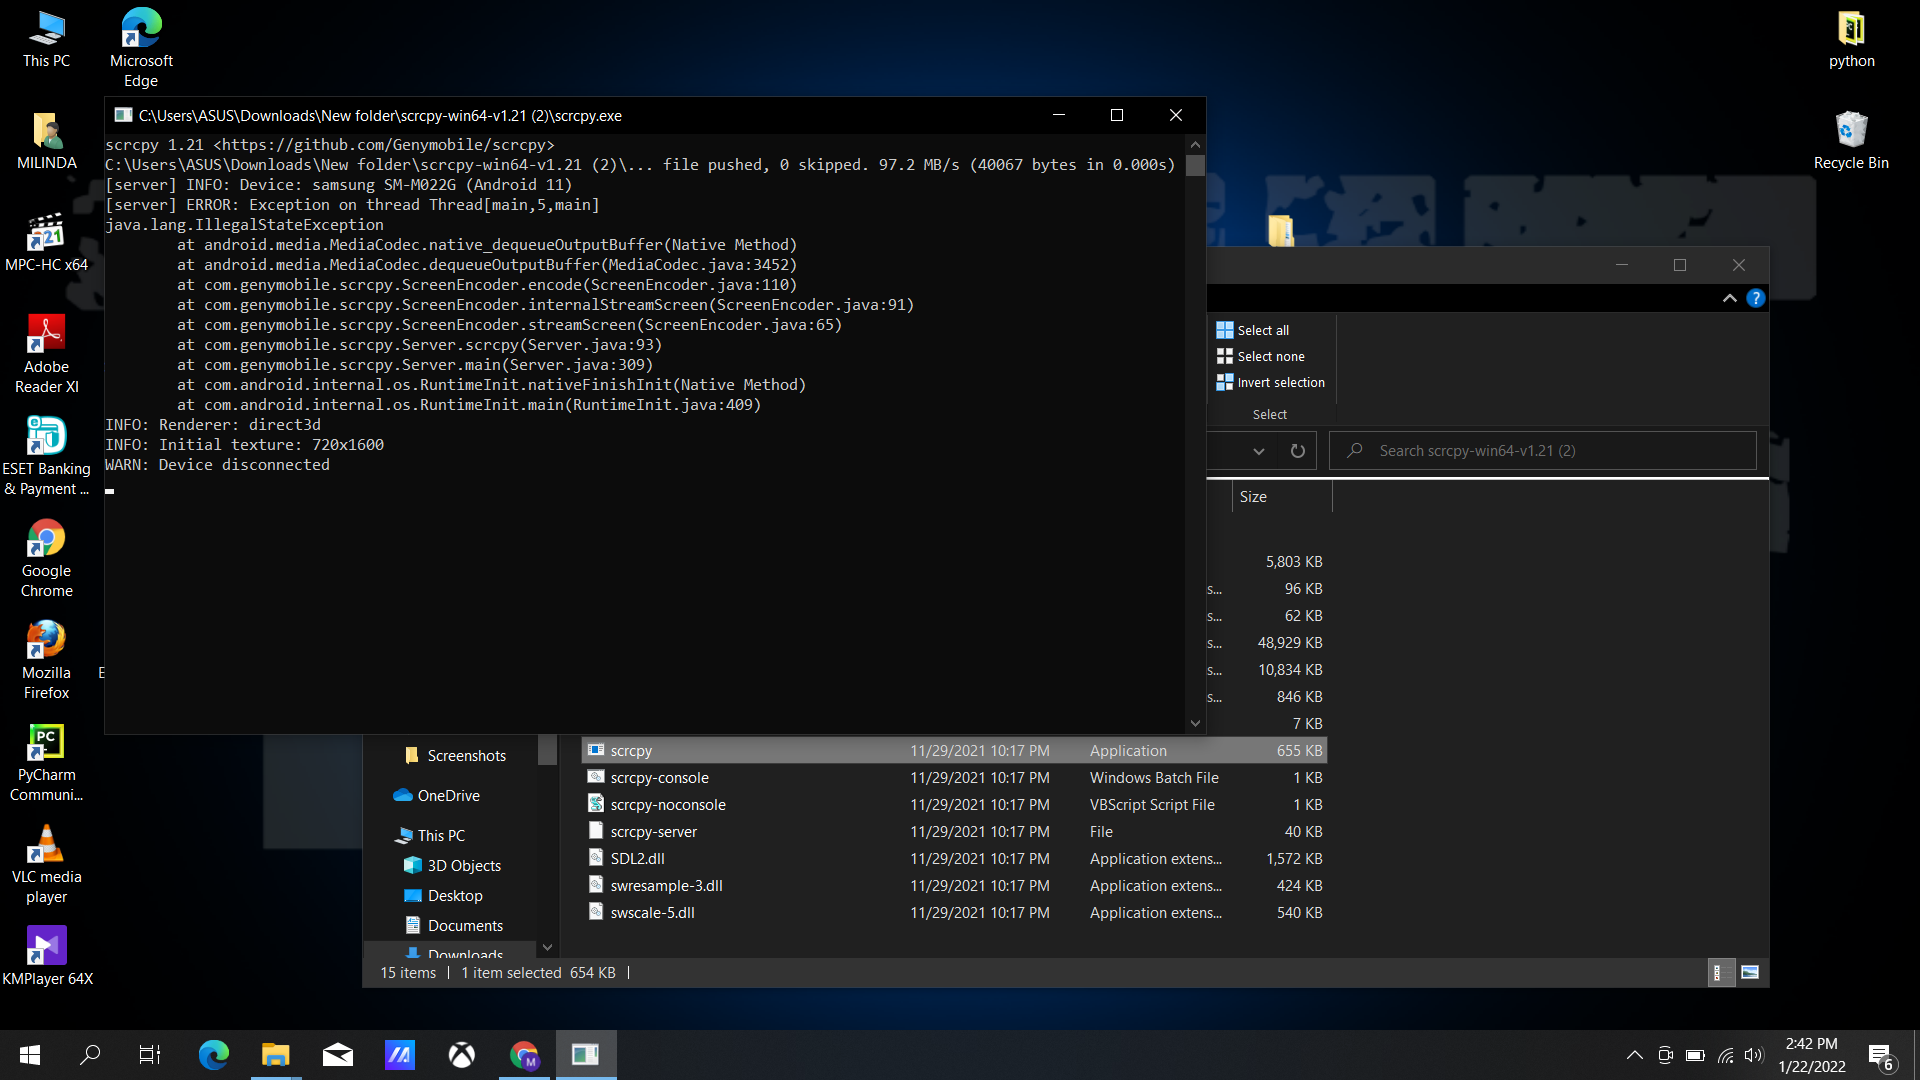 This PC
Microsoft
Edge
python
C:\Users\ASUS\Downloads\New folder\scrcpy-win64-v1.21 (2)\scrcpy.exe
scrcpy 1.21 <https://github.com/Genymobile/scrcpy>
C:\Users\ASUS\Downloads\New folder\scrcpy-win64-v1.21 (2)\... file pushed, 0 skipped. 97.2 MB/s (40067 bytes in 0.000s)
[server] INFO: Device: samsung SM-M022G (Android 11)
[server] ERROR: Exception on thread Thread[main,5,main]
java.lang.IllegalStateException
at android.media.MediaCodec.native_dequeueOutputBuffer(Native Method)
at android.media.MediaCodec.dequeueOutputBuffer(MediaCodec.java:3452)
at com.genymobile.scrcpy.ScreenEncoder.encode(ScreenEncoder.java:110)
at com.genymobile.scrcpy.ScreenEncoder.internalStreamScreen(ScreenEncoder.java:91)
at com.genymobile.scrcpy.ScreenEncoder.streamScreen(ScreenEncoder.java:65)
at com.genymobile.scrcpy.Server.scrcpy(Server.java:93)
at com.genymobile.scrcpy.Server.main(Server.java:309)
at com.android.internal.os.RuntimeInit.nativeFinishInit(Native Method)
at com.android.internal.os.RuntimeInit.main(RuntimeInit.java:409)
INFO: Renderer: direct3d
INFO: Initial texture: 720x1600
WARN: Device disconnected
MILINDA
MPC-HC x64
Adobe
Reader XI
ESET Banking
& Payment ...
Google
Chrome
Mozilla
Firefox
E
PC
PyCharm
Communi...
VLC media
player
KMPlayer 64X
Recycle Bin
?
Select all
Select none
Invert selection
Select
Search scrcpy-win64-v1.21 (2)
Size
5,803 KB
s... 96 KB
s... 62 KB
s... 48,929 KB
s... 10,834 KB
s... 846 KB
7 KB
scrcpy 11/29/2021 10:17 PM Application 655 KB
scrcpy-console 11/29/2021 10:17 PM Windows Batch File 1 KB
scrcpy-noconsole 11/29/2021 10:17 PM VBScript Script File 1 KB
scrcpy-server 11/29/2021 10:17 PM File 40 KB
SDL2.dll 11/29/2021 10:17 PM Application extens... 1,572 KB
swresample-3.dll 11/29/2021 10:17 PM Application extens... 424 KB
swscale-5.dll 11/29/2021 10:17 PM Application extens... 540 KB
Screenshots
OneDrive
This PC
3D Objects
Desktop
Documents
Downloads
15 items 1 item selected 654 KB
M
2:42 PM
1/22/2022
6